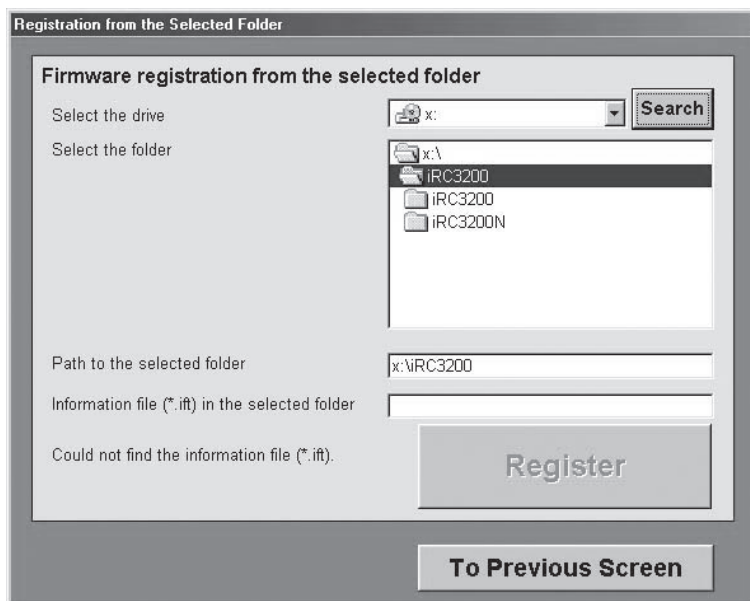 Registration from the Selected Folder
Firmware registration from the selected folder
Select the drive
x:
Search
Select the folder
x:\
iRC3200
iRC3200
iRC3200N
Path to the selected folder
x:\iRC3200
Information file (*.ift) in the selected folder
Could not find the information file (*.ift).
Register
To Previous Screen